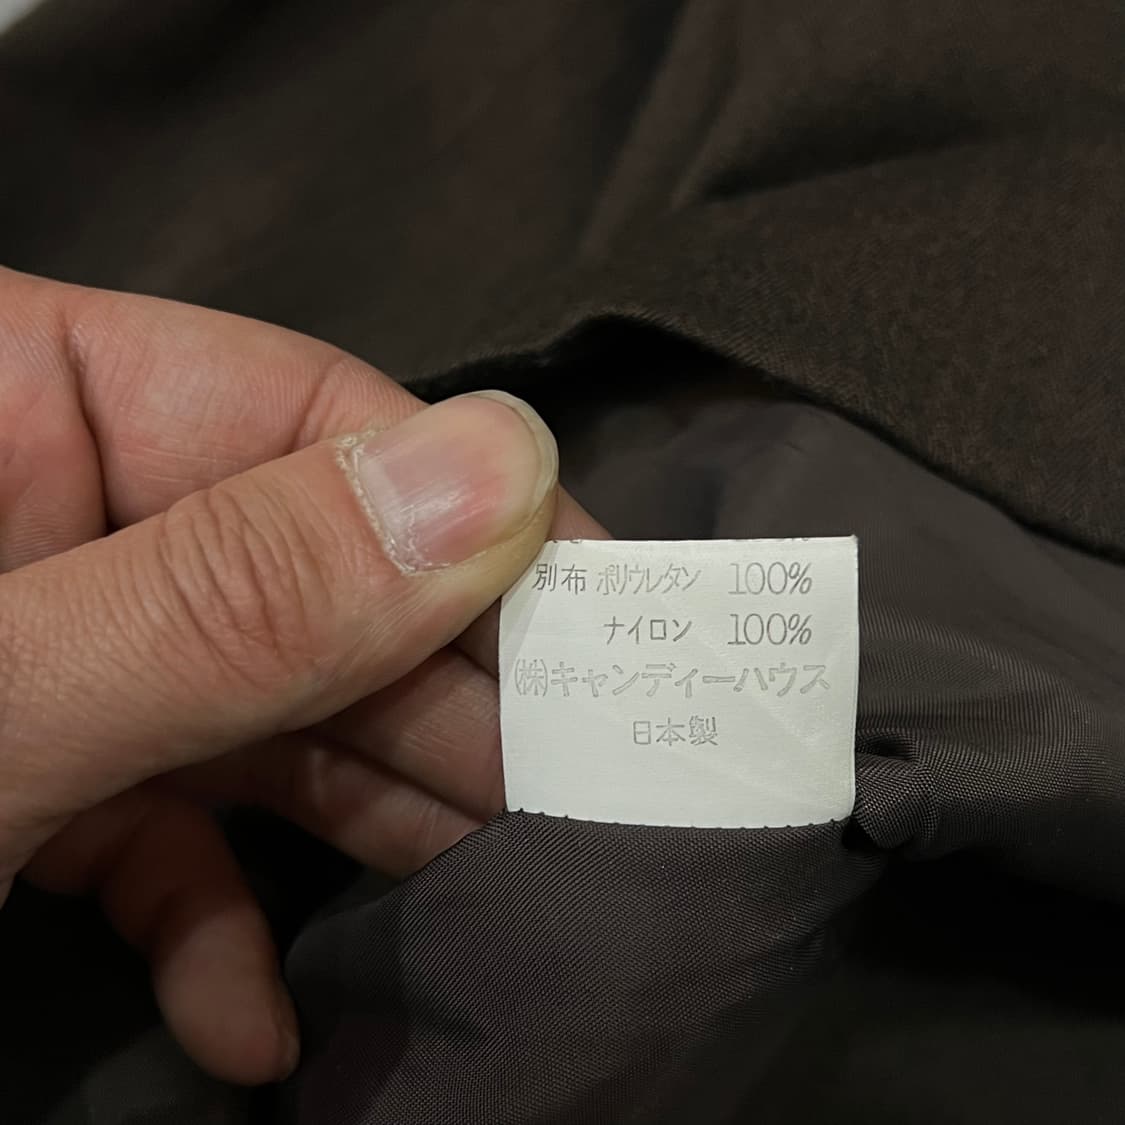 別布 ポリウレタン 100%
ナイロン 100%
㈱キャンディーハウス
日本製